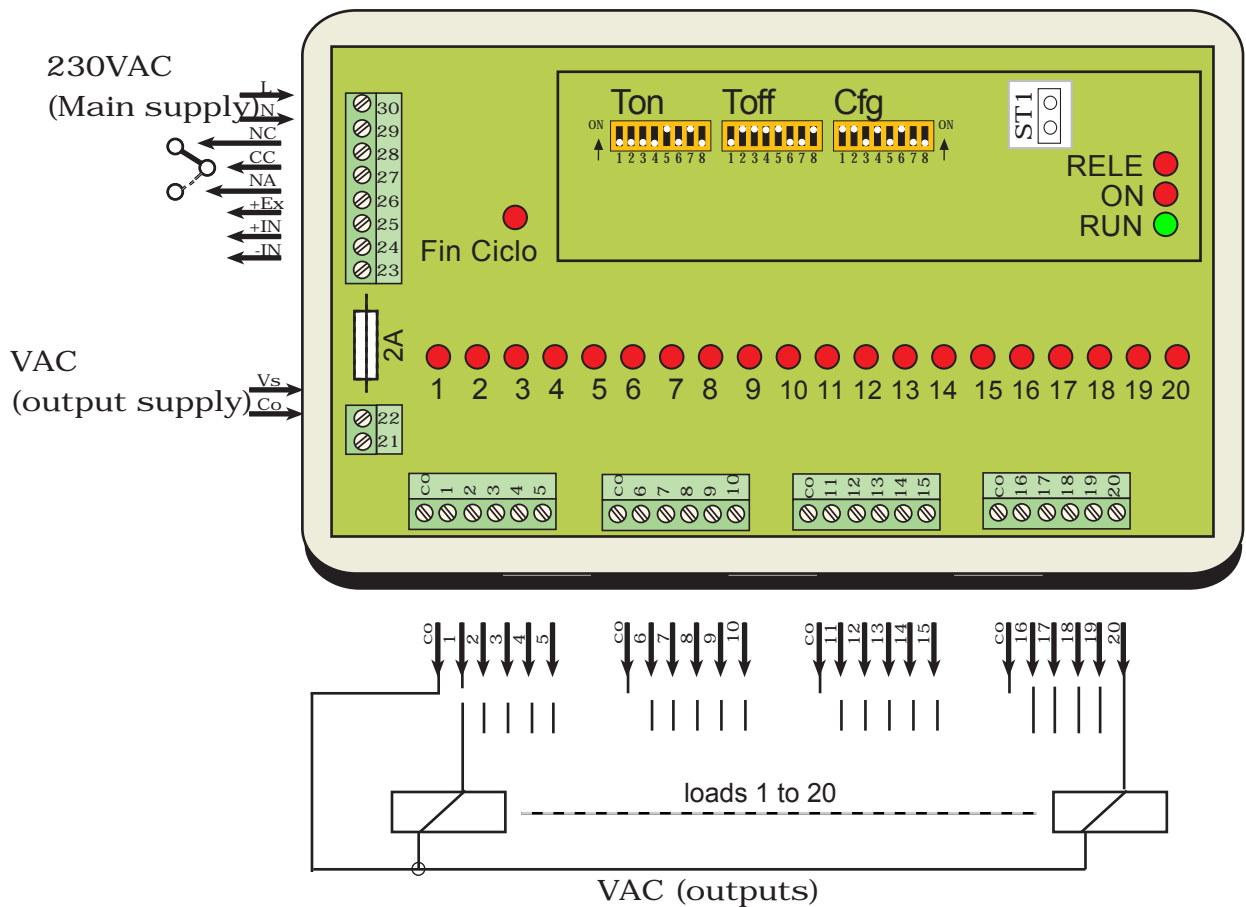 230VAC
(Main supply)
L
N
NC
CC
NA
+Ex
+IN
-IN
30
29
28
27
26
25
24
23
Ton
Toff
Cfg
ON
1 2 3 4 5 6 7 8
1 2 3 4 5 6 7 8
1 2 3 4 5 6 7 8
ON
ST1
RELE
ON
RUN
Fin Ciclo
2A
VAC
(output supply)
Vs
Co
22
21
1 2 3 4 5 6 7 8 9 10 11 12 13 14 15 16 17 18 19 20
co 1 2 3 4 5
co 6 7 8 9 10
co 11 12 13 14 15
co 16 17 18 19 20
co 1 2 3 4 5
co 6 7 8 9 10
co 11 12 13 14 15
co 16 17 18 19 20
loads 1 to 20
VAC (outputs)